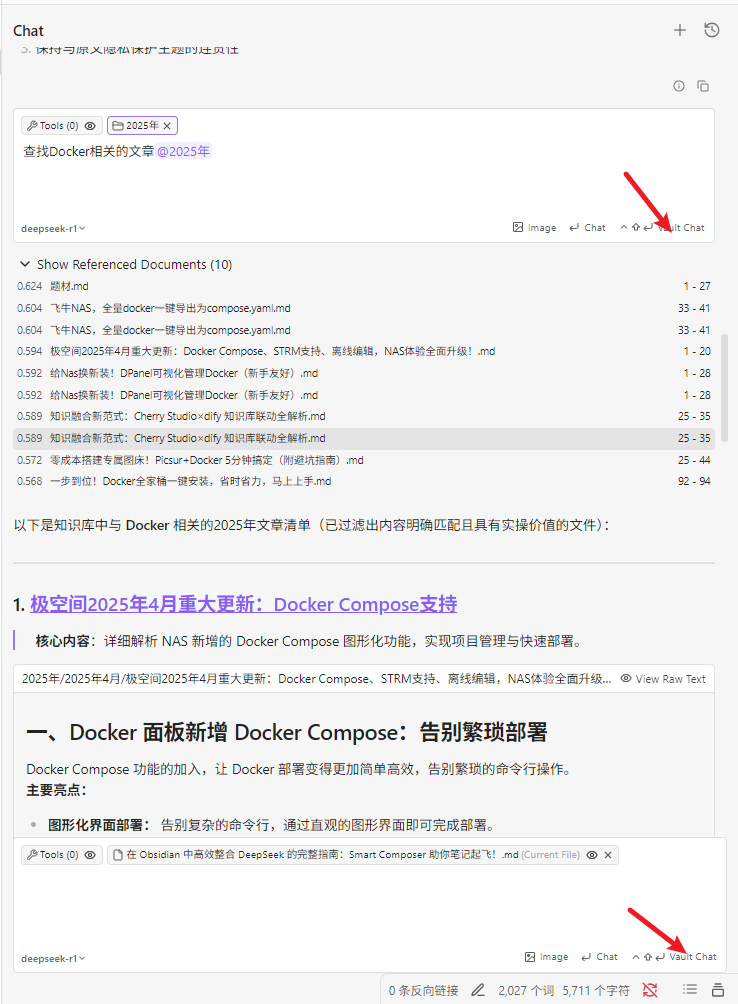 Chat
3. 保持与原文隐私保护主题的连贯性
Tools (0) 2025年
查找Docker相关的文章 @2025年
deepseek-r1 Image Chat Vault Chat
Show Referenced Documents (10)
0.624 题材.md 1 - 27
0.604 飞牛NAS，全量docker一键导出为compose.yaml.md 33 - 41
0.604 飞牛NAS，全量docker一键导出为compose.yaml.md 33 - 41
0.594 极空间2025年4月重大更新：Docker Compose、STRM支持、离线编辑，NAS体验全面升级！.md 1 - 20
0.592 给Nas换新装！DPanel可视化管理Docker（新手友好）.md 1 - 28
0.592 给Nas换新装！DPanel可视化管理Docker（新手友好）.md 1 - 28
0.589 知识融合新范式：Cherry Studio×dify 知识库联动全解析.md 25 - 35
0.589 知识融合新范式：Cherry Studio×dify 知识库联动全解析.md 25 - 35
0.572 零成本搭建专属图床！Picsur+Docker 5分钟搞定（附避坑指南）.md 25 - 44
0.568 一步到位！Docker全家桶一键安装，省时省力，马上上手.md 92 - 94
以下是知识库中与 Docker 相关的2025年文章清单（已过滤出内容明确匹配且具有实操价值的文件）：
1. 极空间2025年4月重大更新：Docker Compose支持
核心内容：详细解析 NAS 新增的 Docker Compose 图形化功能，实现项目管理与快速部署。
2025年/2025年4月/极空间2025年4月重大更新：Docker Compose、STRM支持、离线编辑，NAS体验全面升级... View Raw Text
一、Docker 面板新增 Docker Compose：告别繁琐部署
Docker Compose 功能的加入，让 Docker 部署变得更加简单高效，告别繁琐的命令行操作。
主要亮点：
• 图形化界面部署： 告别复杂的命令行，通过直观的图形界面即可完成部署。
Tools (0) 在 Obsidian 中高效整合 DeepSeek 的完整指南：Smart Composer 助你笔记起飞！.md (Current File)
deepseek-r1 Image Chat Vault Chat
0 条反向链接 2,027 个词 5,711 个字符